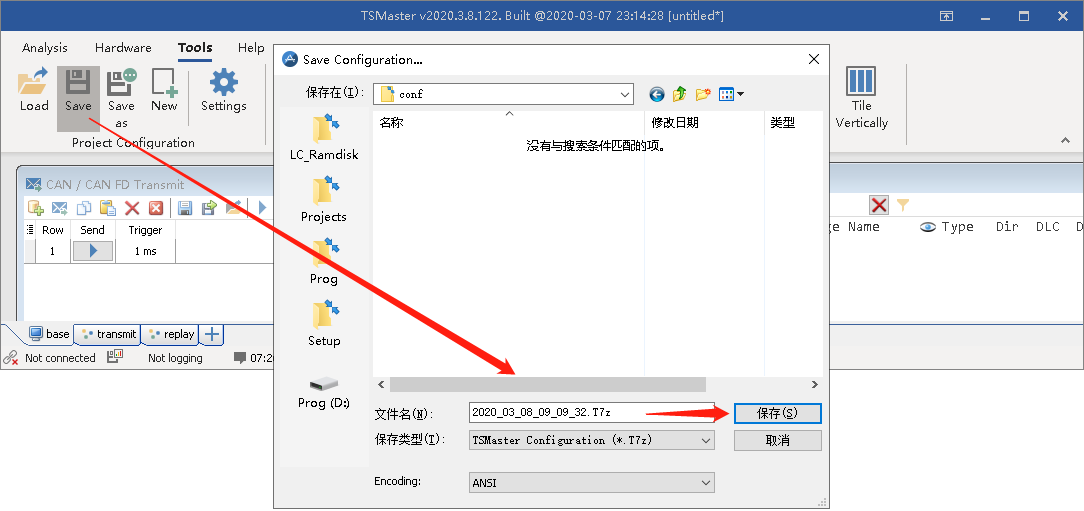 TSMaster v2020.3.8.122. Built @2020-03-07 23:14:28 [untitled*]
Analysis Hardware Tools Help
Load Save Save as New Settings
Project Configuration
Tile Vertically
CAN / CAN FD Transmit
Row Send Trigger
1 1 ms
Name Type Dir DLC D
base transmit replay
Not connected Not logging 07:2
Save Configuration...
保存在(I): conf
名称 修改日期 类型
没有与搜索条件匹配的项。
LC_Ramdisk
Projects
Prog
Setup
Prog (D:)
文件名(N): 2020_03_08_09_09_32.T7z 保存(S)
保存类型(T): TSMaster Configuration (*.T7z) 取消
Encoding: ANSI